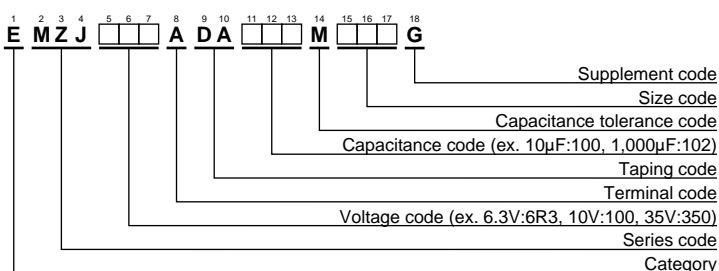 1 2 3 4 5 6 7 8 9 10 11 12 13 14 15 16 17 18
E M Z J A D A M G
Supplement code
Size code
Capacitance tolerance code
Capacitance code (ex. 10µF:100, 1,000µF:102)
Taping code
Terminal code
Voltage code (ex. 6.3V:6R3, 10V:100, 35V:350)
Series code
Category